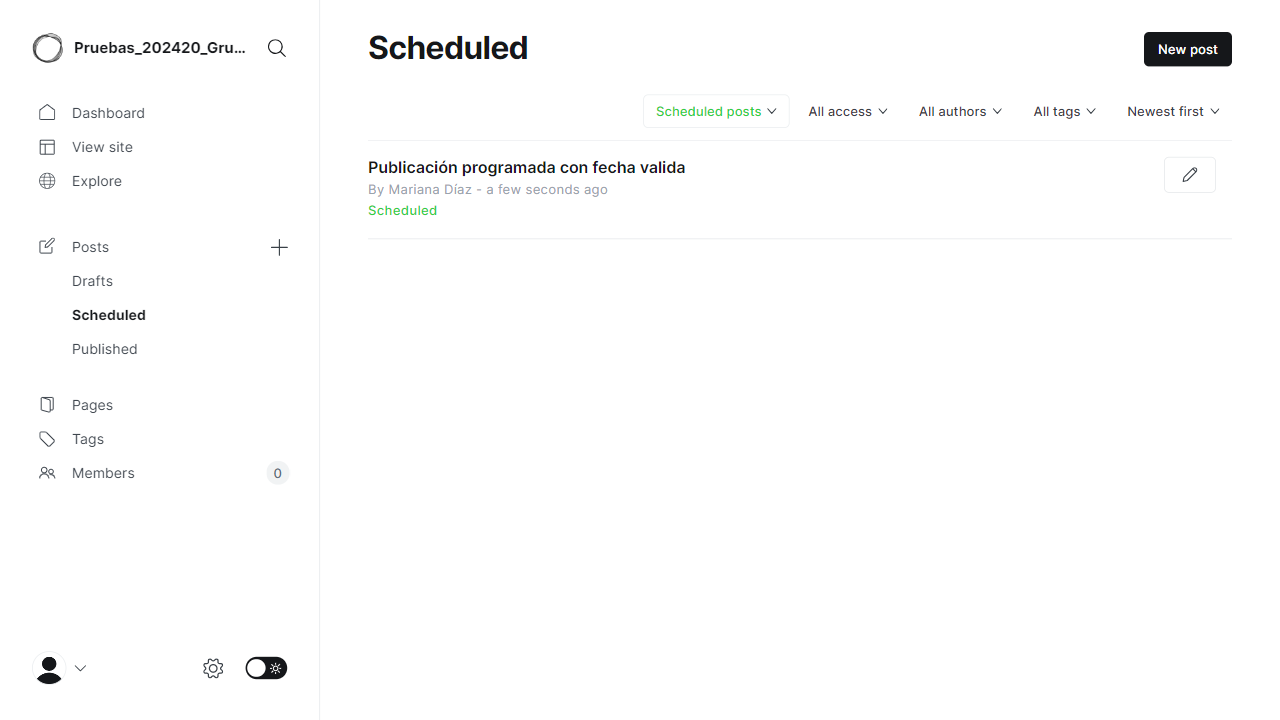 Pruebas_202420_Gru...
Dashboard
View site
Explore
Posts
Drafts
Scheduled
Published
Pages
Tags
Members 0
Scheduled
New post
Scheduled posts All access All authors All tags Newest first
Publicación programada con fecha valida
By Mariana Díaz - a few seconds ago
Scheduled